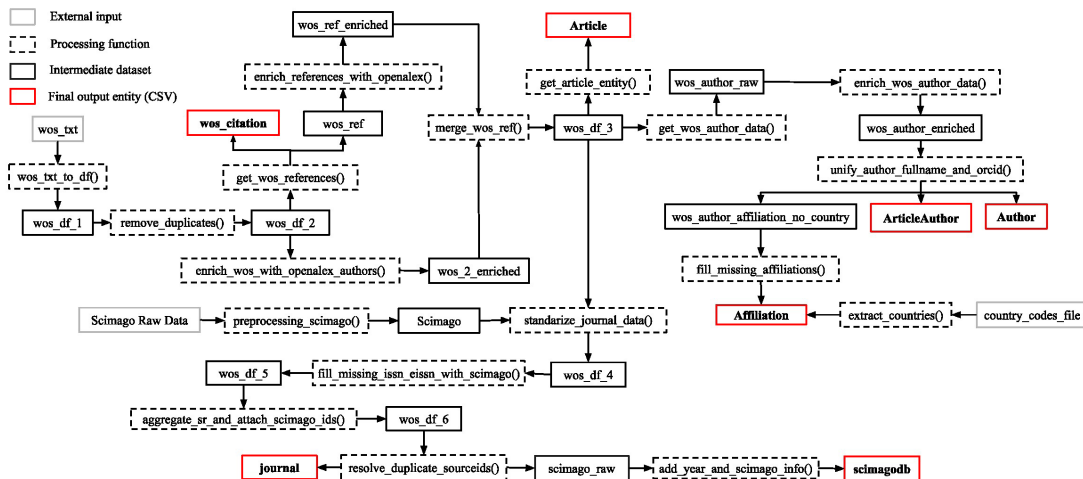 External input
Processing function
Intermediate dataset
Final output entity (CSV)
wos_txt
wos_txt_to_df()
wos_df_1
remove_duplicates()
wos_df_2
get_wos_references()
wos_citation
wos_ref
enrich_references_with_openalex()
wos_ref_enriched
enrich_wos_with_openalex_authors()
wos_2_enriched
merge_wos_ref()
wos_df_3
get_article_entity()
Article
get_wos_author_data()
wos_author_raw
enrich_wos_author_data()
wos_author_enriched
unify_author_fullname_and_orcid()
wos_author_affiliation_no_country
ArticleAuthor
Author
fill_missing_affiliations()
Affiliation
extract_countries()
country_codes_file
Scimago Raw Data
preprocessing_scimago()
Scimago
standarize_journal_data()
wos_df_4
fill_missing_issn_eissn_with_scimago()
wos_df_5
aggregate_sr_and_attach_scimago_ids()
wos_df_6
resolve_duplicate_sourceids()
journal
scimago_raw
add_year_and_scimago_info()
scimagodb